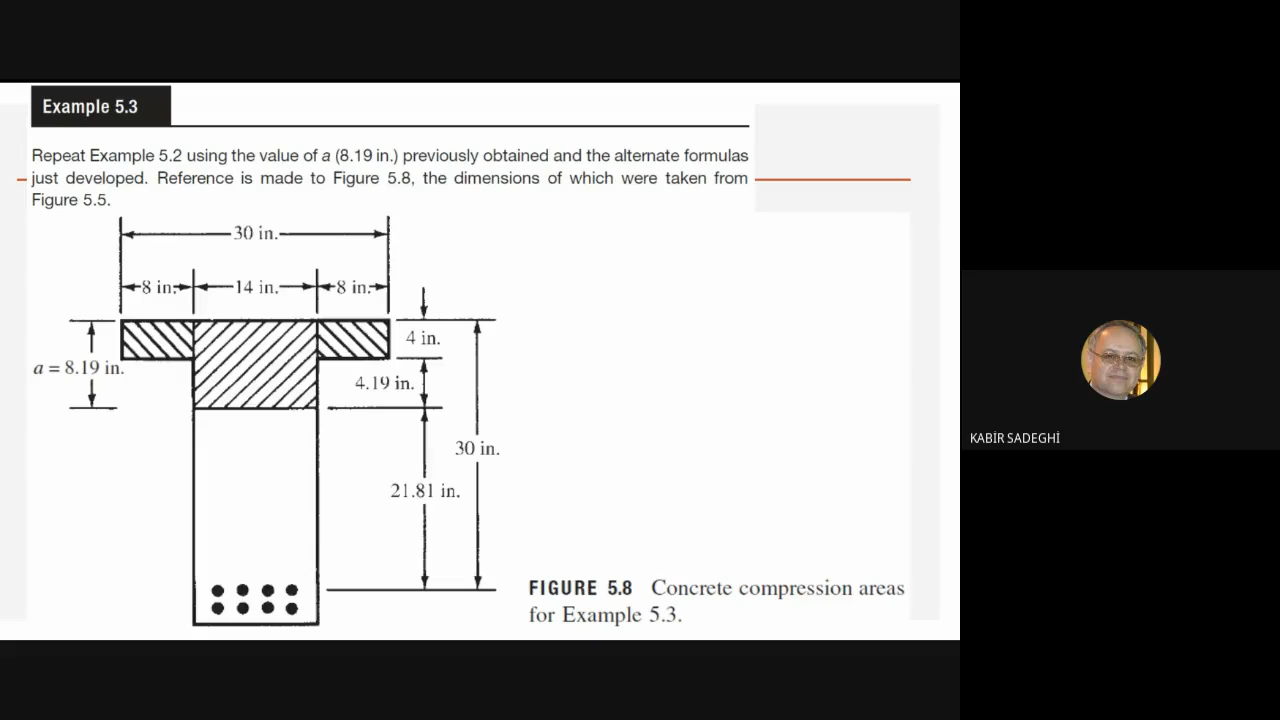 Example 5.3
Repeat Example 5.2 using the value of a (8.19 in.) previously obtained and the alternate formulas
just developed. Reference is made to Figure 5.8, the dimensions of which were taken from
Figure 5.5.
30 in.
8 in.
14 in.
8 in.
4 in.
a = 8.19 in.
4.19 in.
30 in.
21.81 in.
FIGURE 5.8 Concrete compression areas
for Example 5.3.
KABİR SADEGHİ